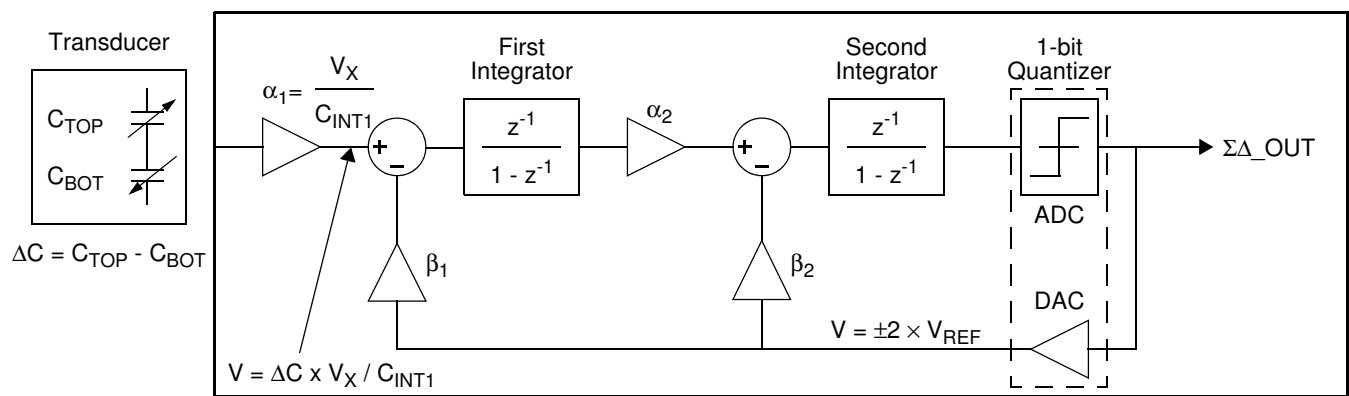 Transducer
C_TOP
C_BOT
ΔC = C_TOP - C_BOT
α₁= V_X / C_INT1
+
-
First
Integrator
z⁻¹
1 - z⁻¹
α₂
+
-
Second
Integrator
z⁻¹
1 - z⁻¹
1-bit
Quantizer
ADC
ΣΔ_OUT
β₁
β₂
DAC
V = ±2 × V_REF
V = ΔC x V_X / C_INT1